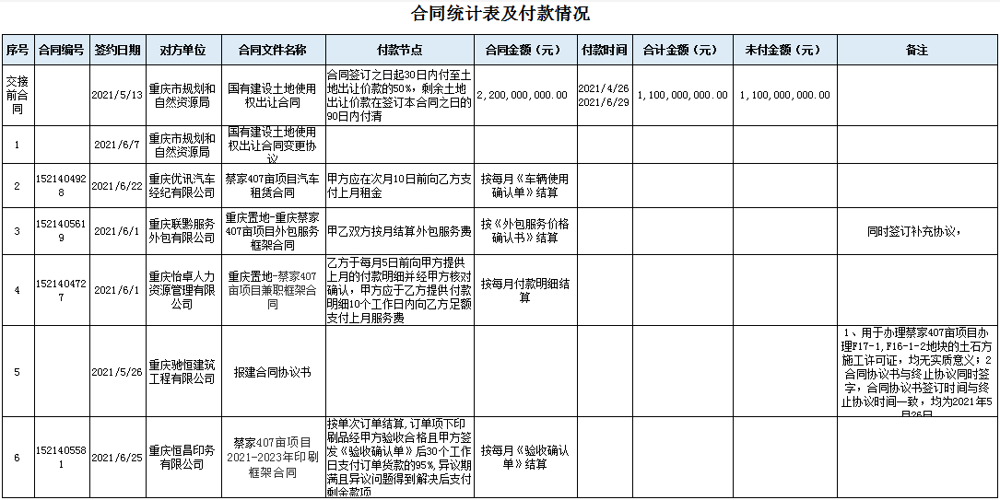 合同统计表及付款情况
序号 合同编号 签约日期 对方单位 合同文件名称 付款节点 合同金额（元） 付款时间 合计金额（元） 未付金额（元） 备注
交接
前合
同
2021/5/13
重庆市规划和
自然资源局
国有建设土地使用
权出让合同
合同签订之日起30日内付至土
地出让价款的50%，剩余土地
出让价款在签订本合同之日的
90日内付清
2,200,000,000.00
2021/4/26
2021/6/29
1,100,000,000.00
1,100,000,000.00
1
2021/6/7
重庆市规划和
自然资源局
国有建设土地使用
权出让合同变更协
议
2
152140492
8
2021/6/22
重庆优讯汽车
经纪有限公司
蔡家407亩项目汽车
租赁合同
甲方应在次月10日前向乙方支
付上月租金
按每月《车辆使用
确认单》结算
3
152140561
9
2021/6/1
重庆联黔服务
外包有限公司
重庆置地-重庆蔡家
407亩项目外包服务
框架合同
甲乙双方按月结算外包服务费
按《外包服务价格
确认书》结算
同时签订补充协议，
4
152140472
7
2021/6/1
重庆怡卓人力
资源管理有限
公司
重庆置地-蔡家407
亩项目兼职框架合
同
乙方于每月5日前向甲方提供
上月的付款明细并经甲方核对
确认，甲方应于乙方提供付款
明细10个工作日内向乙方足额
支付上月服务费
按每月付款明细结
算
5
2021/5/26
重庆驰恒建筑
工程有限公司
报建合同协议书
1、用于办理蔡家407亩项目办
理F17-1,F16-1-2地块的土石方
施工许可证，均无实质意义；2
合同协议书与终止协议同时签
字，合同协议书签订时间与终
止协议时间一致，均为2021年5
月26日
6
152140558
1
2021/6/25
重庆恒昌印务
有限公司
蔡家407亩项目
2021-2023年印刷
框架合同
按单次订单结算,订单项下印
刷品经甲方验收合格且甲方签
发《验收确认单》后30个工作
日支付订单货款的95%,异议期
满且异议问题得到解决后支付
剩余款项
按每月《验收确认
单》结算